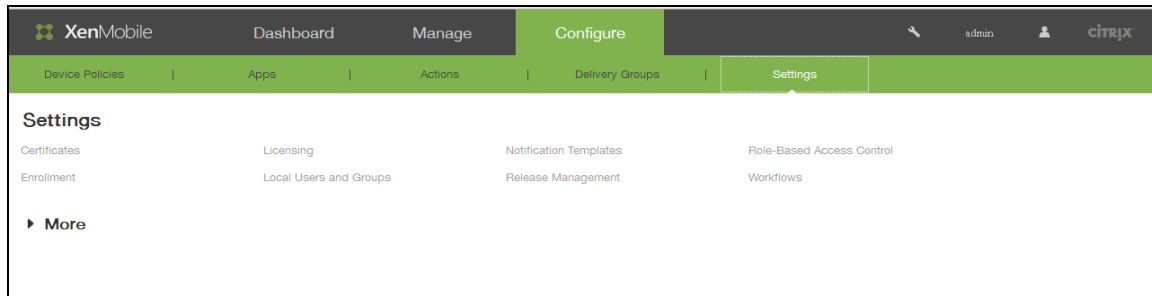 XenMobile Dashboard Manage Configure admin CITRIX
Device Policies | Apps | Actions | Delivery Groups | Settings
Settings
Certificates Licensing Notification Templates Role-Based Access Control
Enrollment Local Users and Groups Release Management Workflows
More